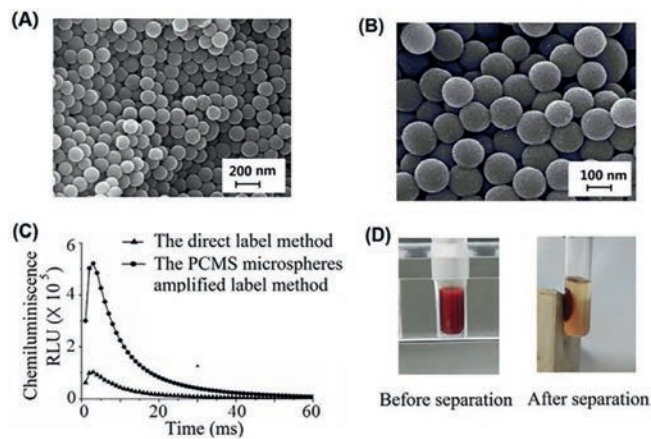 (A)
(B)
200 nm
100 nm
(C)
The direct label method
The PCMS microspheres
amplified label method
Chemiluminiscence
RLU (X 10⁵)
6
4
2
0
0
20
40
60
Time (ms)
(D)
Before separation
After separation